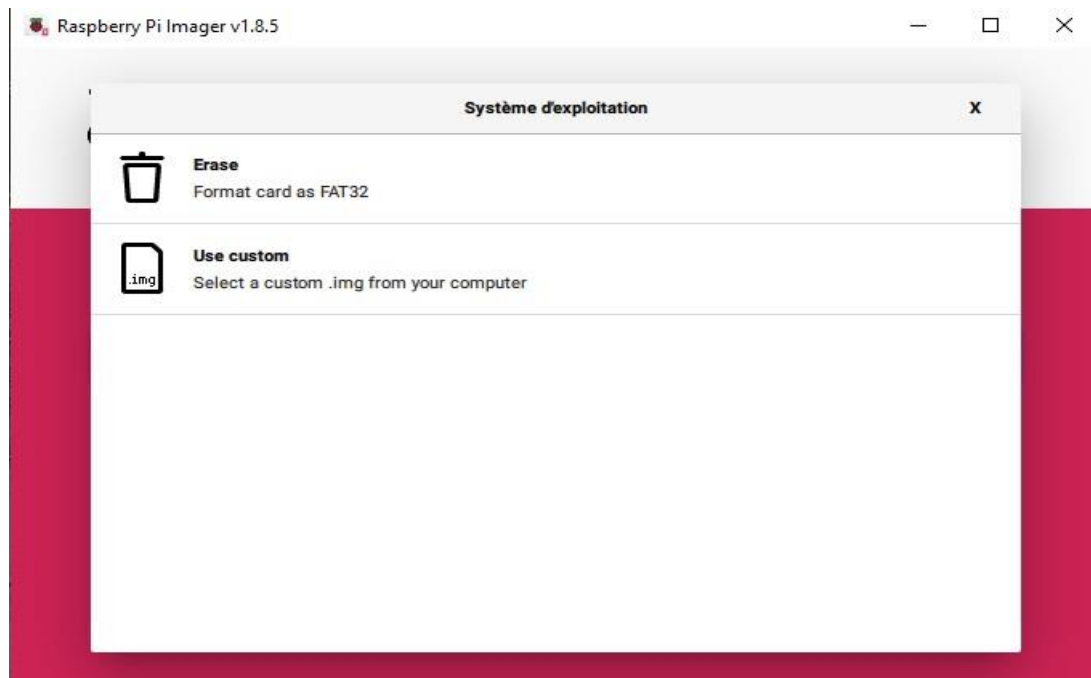 Raspberry Pi Imager v1.8.5
Système d'exploitation
X
Erase
Format card as FAT32
.img
Use custom
Select a custom .img from your computer